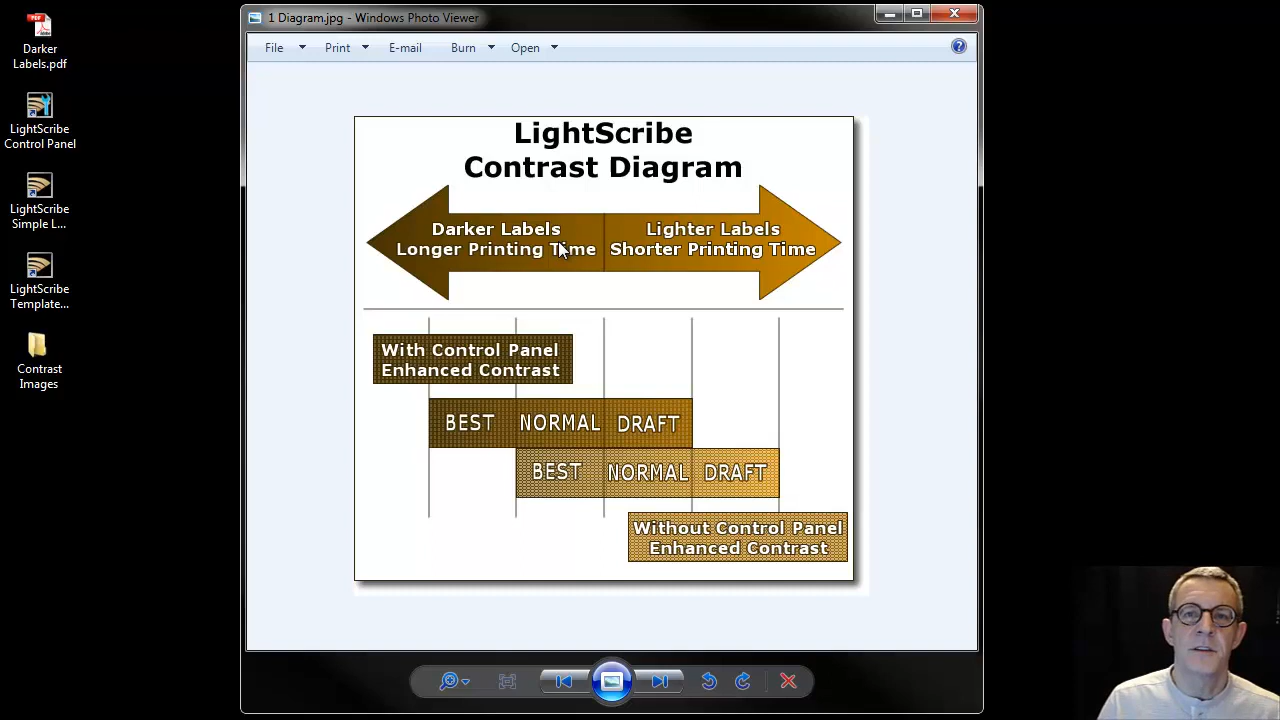 Darker
Labels.pdf
LightScribe
Control Panel
LightScribe
Simple L...
LightScribe
Template...
Contrast
Images
1 Diagram.jpg - Windows Photo Viewer
File
Print
E-mail
Burn
Open
LightScribe
Contrast Diagram
Darker Labels
Longer Printing Time
Lighter Labels
Shorter Printing Time
With Control Panel
Enhanced Contrast
BEST NORMAL DRAFT
BEST NORMAL DRAFT
Without Control Panel
Enhanced Contrast